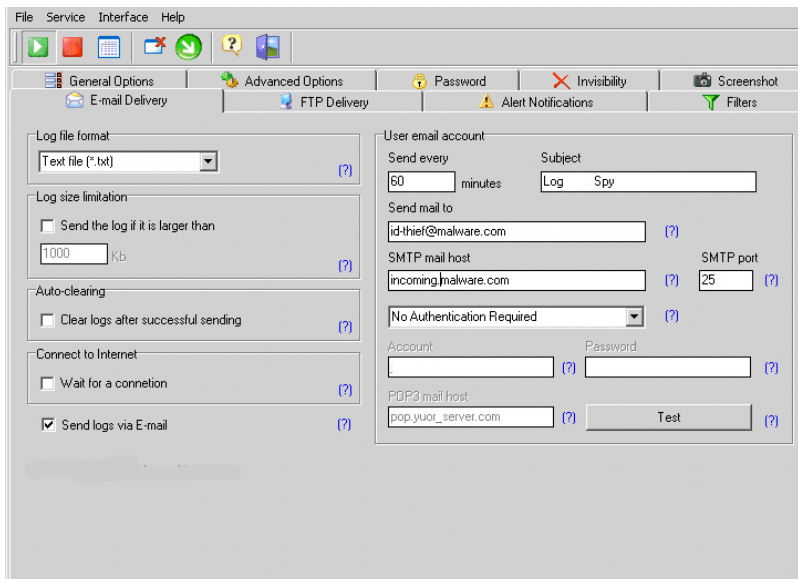 File Service Interface Help
General Options Advanced Options Password Invisibility Screenshot
E-mail Delivery FTP Delivery Alert Notifications Filters
Log file format
Text file (*.txt)
(?)
Log size limitation
Send the log if it is larger than
1000 Kb
(?)
Auto-clearing
Clear logs after successful sending
(?)
Connect to Internet
Wait for a connetion
(?)
Send logs via E-mail
(?)
User email account
Send every Subject
60 minutes Log Spy
Send mail to
id-thief@malware.com (?)
SMTP mail host SMTP port
incoming.malware.com (?) 25 (?)
No Authentication Required (?)
Account Password
(?) (?)
POP3 mail host
pop.yuor_server.com (?) Test (?)